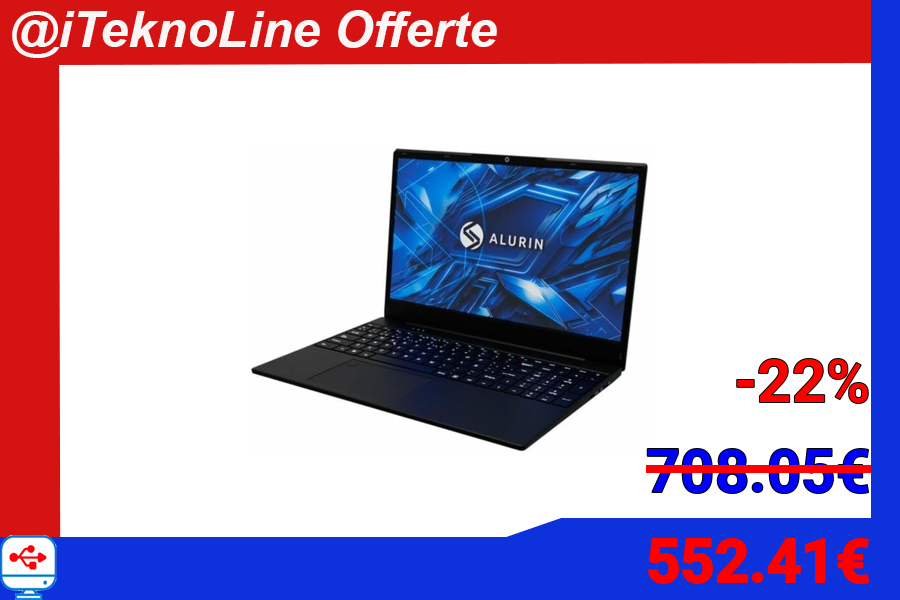 @iTeknoLine Offerte
ALURIN
-22%
708.05€
552.41€